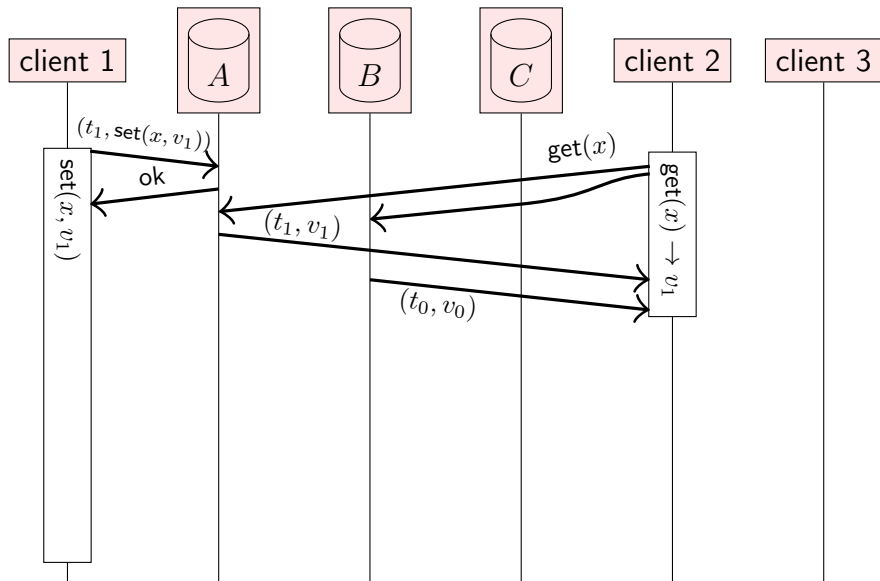 client 1
A
B
C
client 2
client 3
(t₁, set(x, v₁))
ok
set(x, v₁)
get(x)
get(x) → v₁
(t₁, v₁)
(t₀, v₀)